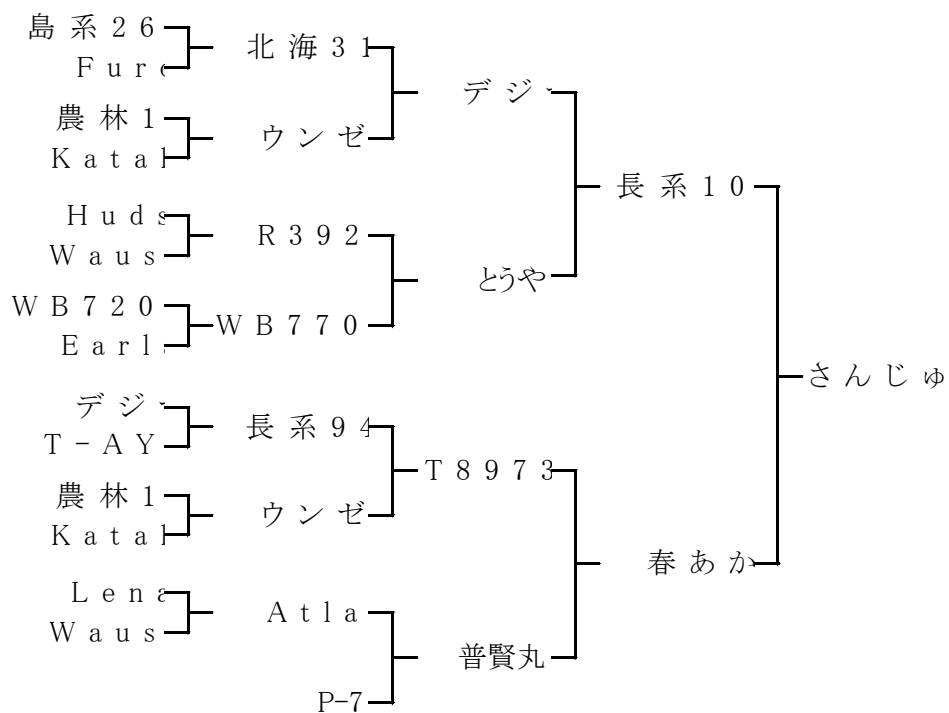 島系26
北海31
Fur
デジ
農林1
ウンゼ
Kata
長系10
Huds
R392
Waus
とうや
WB720
WB770
Earl
さんじゅ
デジ
長系94
T-AY
T8973
農林1
ウンゼ
Kata
春あか
Lena
Atla
Waus
普賢丸
P-7